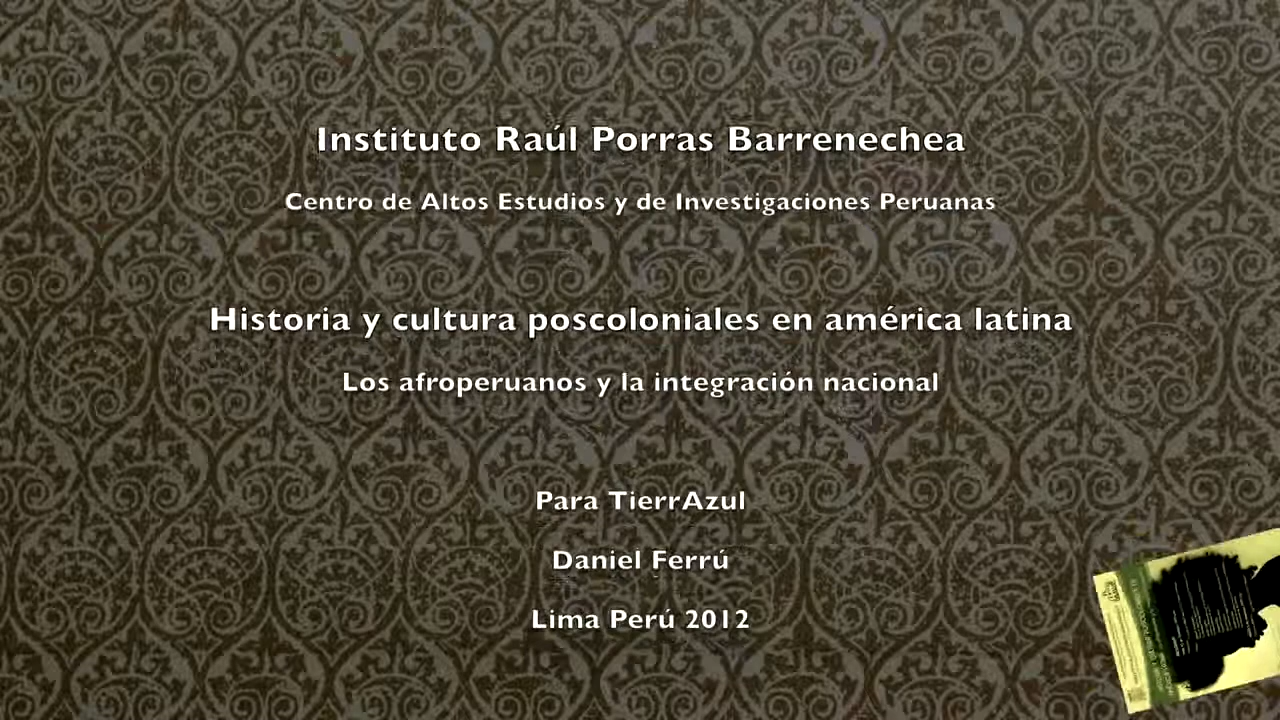 Instituto Raúl Porras Barrenechea
Centro de Altos Estudios y de Investigaciones Peruanas
Historia y cultura poscoloniales en américa latina
Los afroperuanos y la integración nacional
Para TierrAzul
Daniel Ferrú
Lima Perú 2012